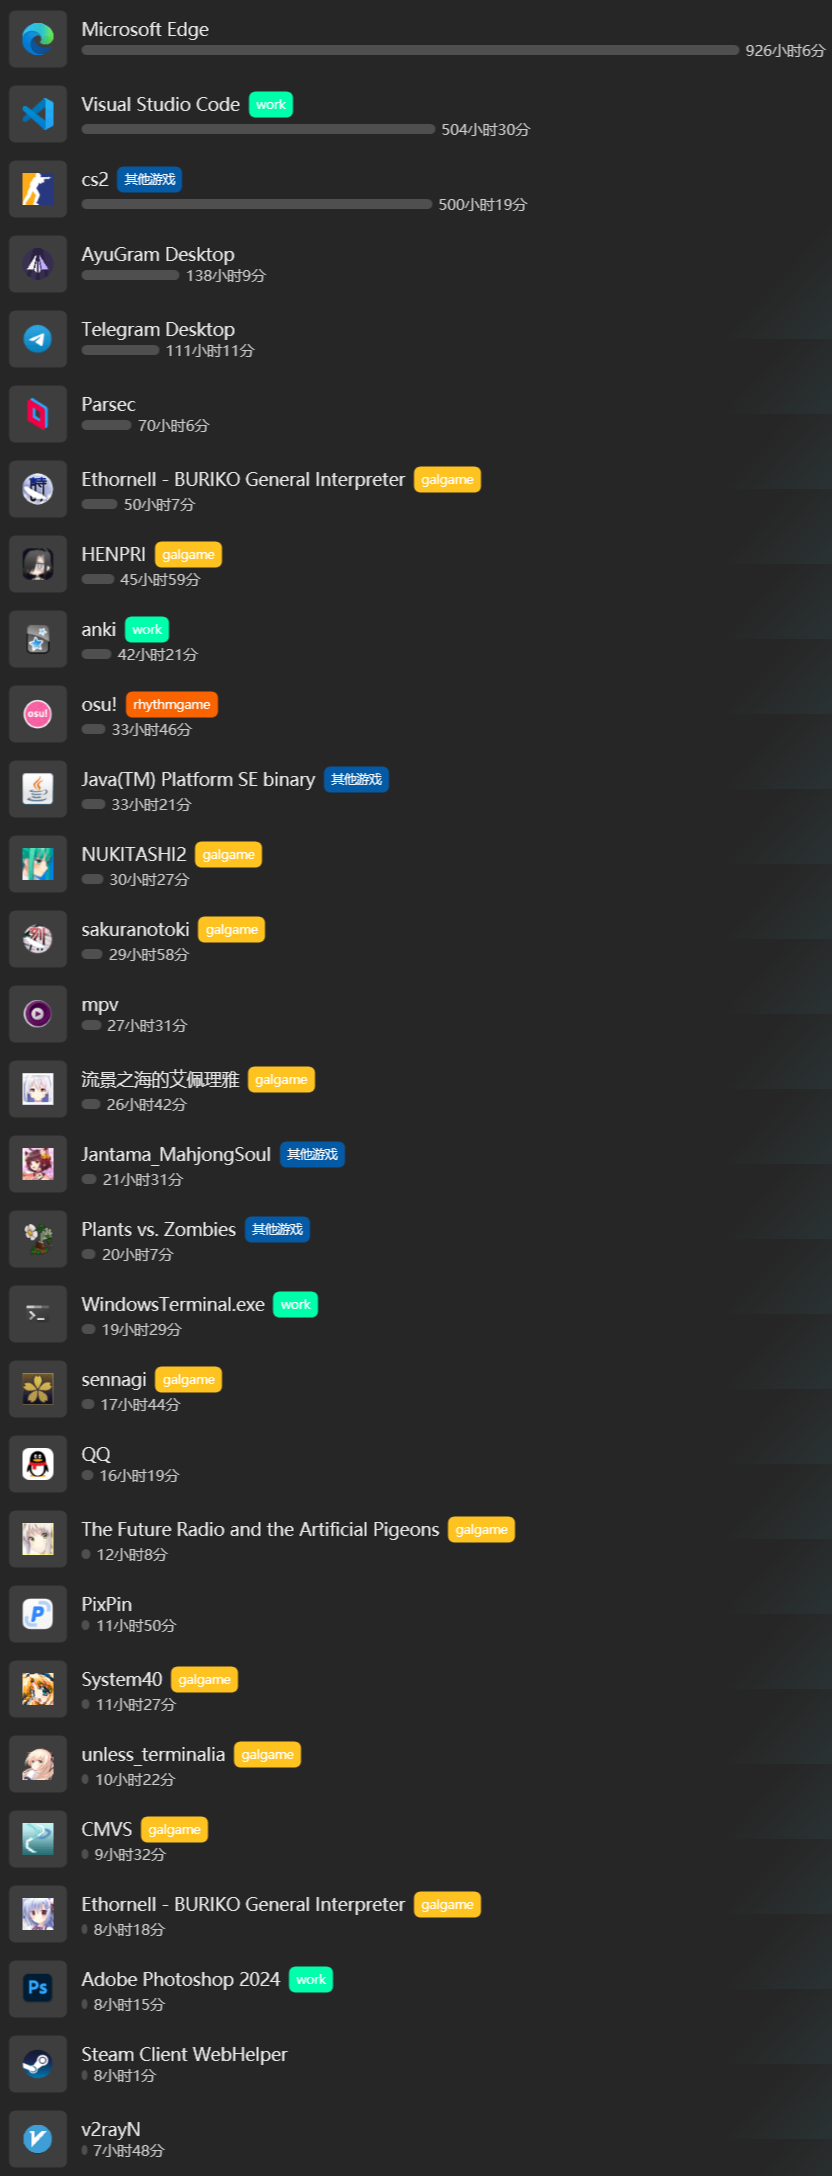 Microsoft Edge
926小时6分
Visual Studio Code work
504小时30分
cs2 其他游戏
500小时19分
AyuGram Desktop
138小时9分
Telegram Desktop
111小时11分
Parsec
70小时6分
Ethornell - BURIKO General Interpreter galgame
50小时7分
HENPRI galgame
45小时59分
anki work
42小时21分
osu! rhythmgame
osu!
33小时46分
Java(TM) Platform SE binary 其他游戏
33小时21分
NUKITASHI2 galgame
30小时27分
sakuranotoki galgame
29小时58分
mpv
27小时31分
流景之海的艾佩理雅 galgame
26小时42分
Jantama_MahjongSoul 其他游戏
21小时31分
Plants vs. Zombies 其他游戏
20小时7分
WindowsTerminal.exe work
19小时29分
sennagi galgame
17小时44分
QQ
16小时19分
The Future Radio and the Artificial Pigeons galgame
12小时8分
PixPin
11小时50分
System40 galgame
11小时27分
unless_terminalia galgame
10小时22分
CMVS galgame
9小时32分
Ethornell - BURIKO General Interpreter galgame
8小时18分
Adobe Photoshop 2024 work
Ps
8小时15分
Steam Client WebHelper
8小时1分
v2rayN
7小时48分